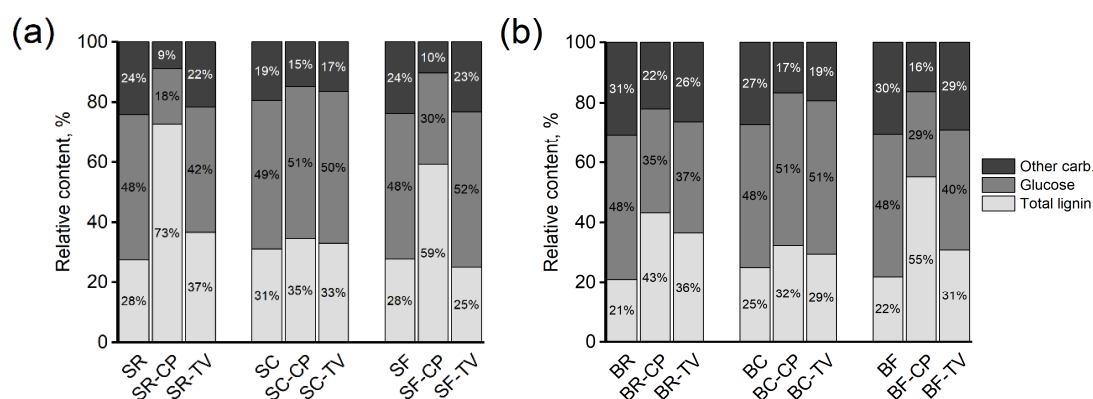 (a)
Relative content, %
100
80
60
40
20
0
24% 9% 22% 19% 15% 17% 24% 10% 23%
48% 18% 42% 49% 51% 50% 48% 30% 52%
28% 73% 37% 31% 35% 33% 28% 59% 25%
SR SR-CP SR-TV SC SC-CP SC-TV SF SF-CP SF-TV
(b)
Relative content, %
100
80
60
40
20
0
31% 22% 26% 27% 17% 19% 30% 16% 29%
48% 35% 37% 48% 51% 51% 48% 29% 40%
21% 43% 36% 25% 32% 29% 22% 55% 31%
BR BR-CP BR-TV BC BC-CP BC-TV BF BF-CP BF-TV
Other carb.
Glucose
Total lignin